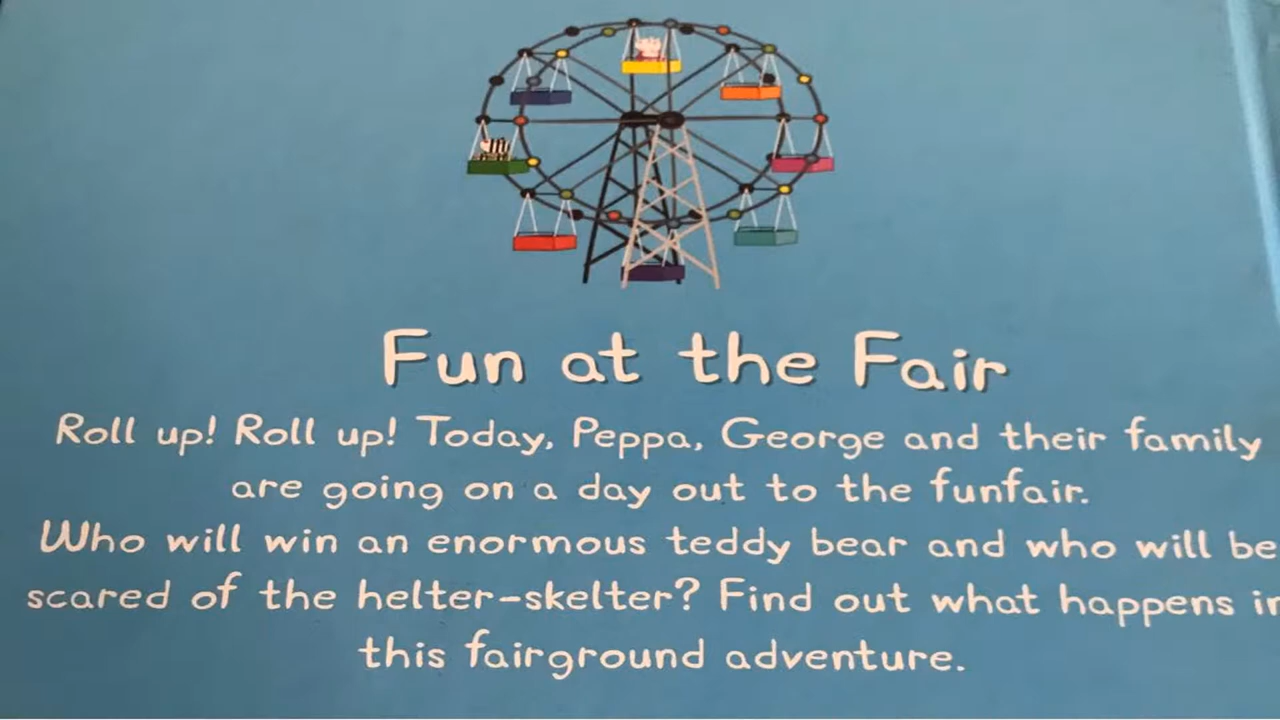 Fun at the Fair
Roll up! Roll up! Today, Peppa, George and their family
are going on a day out to the funfair.
Who will win an enormous teddy bear and who will be
scared of the helter-skelter? Find out what happens in
this fairground adventure.